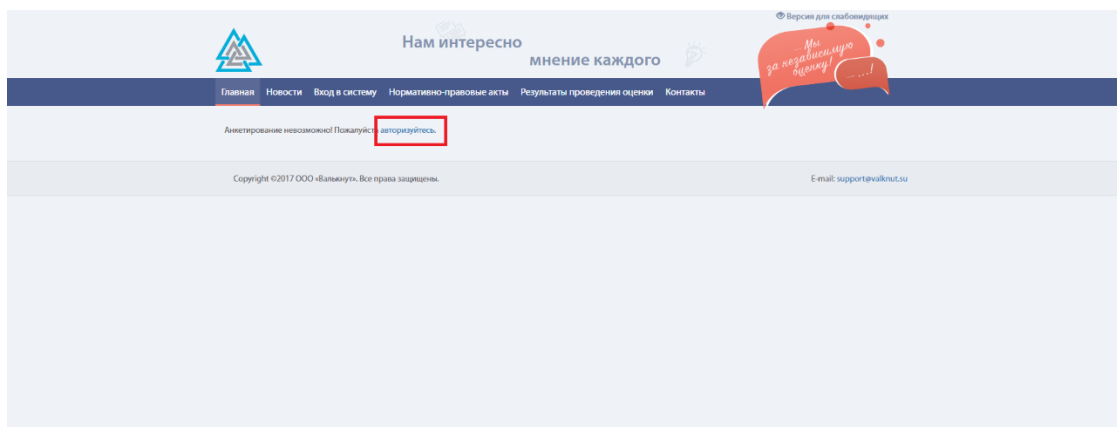 Версия для слабовидящих
Нам интересно
мнение каждого
... Мы
за независимую
оценку!
... ...!
Главная Новости Вход в систему Нормативно-правовые акты Результаты проведения оценки Контакты
Анкетирование невозможно! Пожалуйста авторизуйтесь.
Copyright ©2017 ООО «Валькнут». Все права защищены. E-mail: support@valknut.su